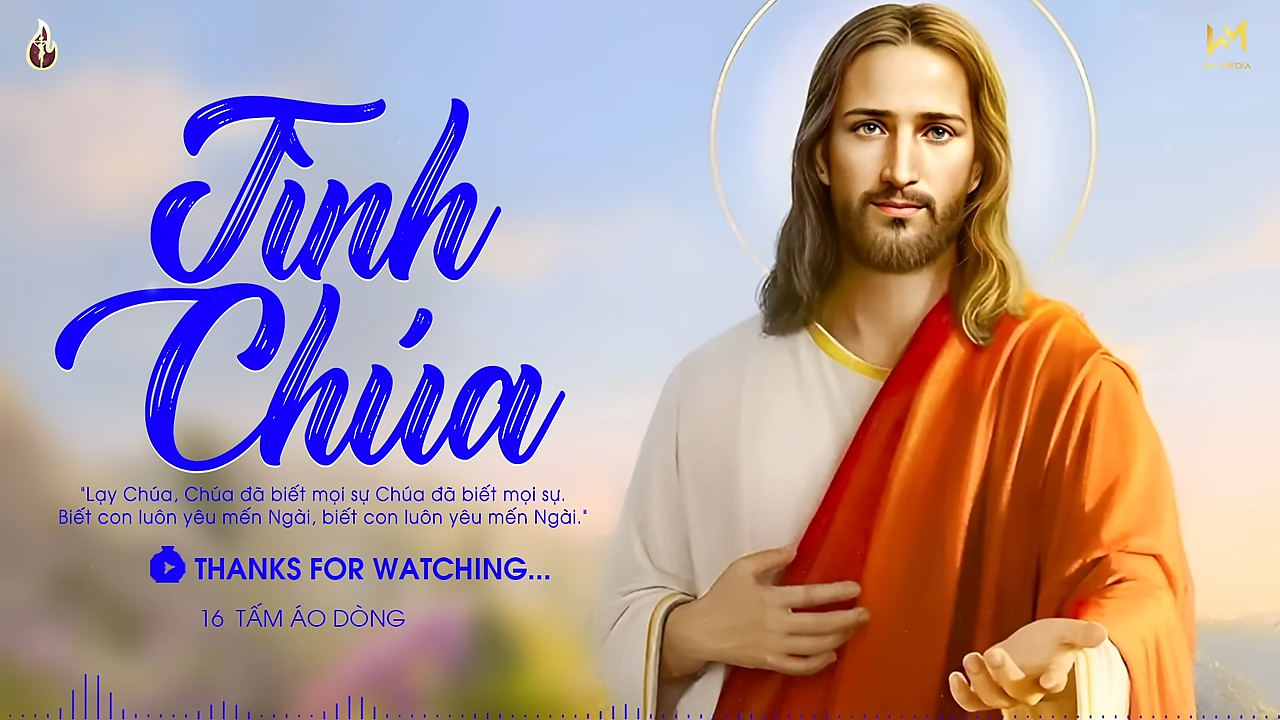 Tình
Chúa
"Lạy Chúa, Chúa đã biết mọi sự Chúa đã biết mọi sự.
Biết con luôn yêu mến Ngài, biết con luôn yêu mến Ngài."
THANKS FOR WATCHING...
16 TẤM ÁO DÒNG
MEDIA